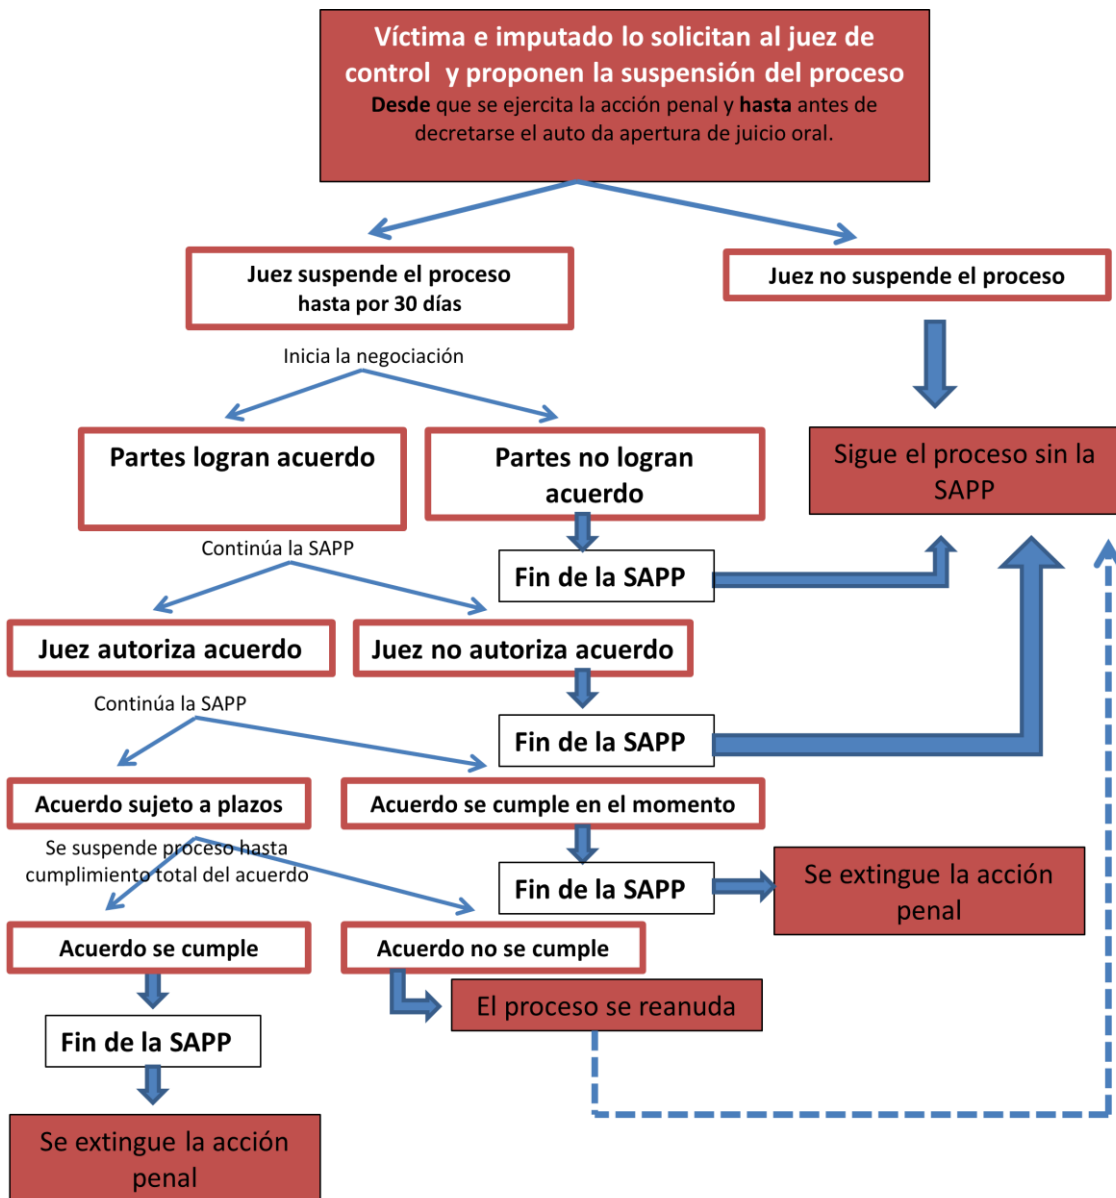 Víctima e imputado lo solicitan al juez de
control y proponen la suspensión del proceso
Desde que se ejercita la acción penal y hasta antes de
decretarse el auto da apertura de juicio oral.
Juez suspende el proceso
hasta por 30 días
Juez no suspende el proceso
Inicia la negociación
Partes logran acuerdo
Partes no logran
acuerdo
Sigue el proceso sin la
SAPP
Continúa la SAPP
Fin de la SAPP
Juez autoriza acuerdo
Juez no autoriza acuerdo
Continúa la SAPP
Fin de la SAPP
Acuerdo sujeto a plazos
Acuerdo se cumple en el momento
Se suspende proceso hasta
cumplimiento total del acuerdo
Fin de la SAPP
Se extingue la acción
penal
Acuerdo se cumple
Acuerdo no se cumple
El proceso se reanuda
Fin de la SAPP
Se extingue la acción
penal